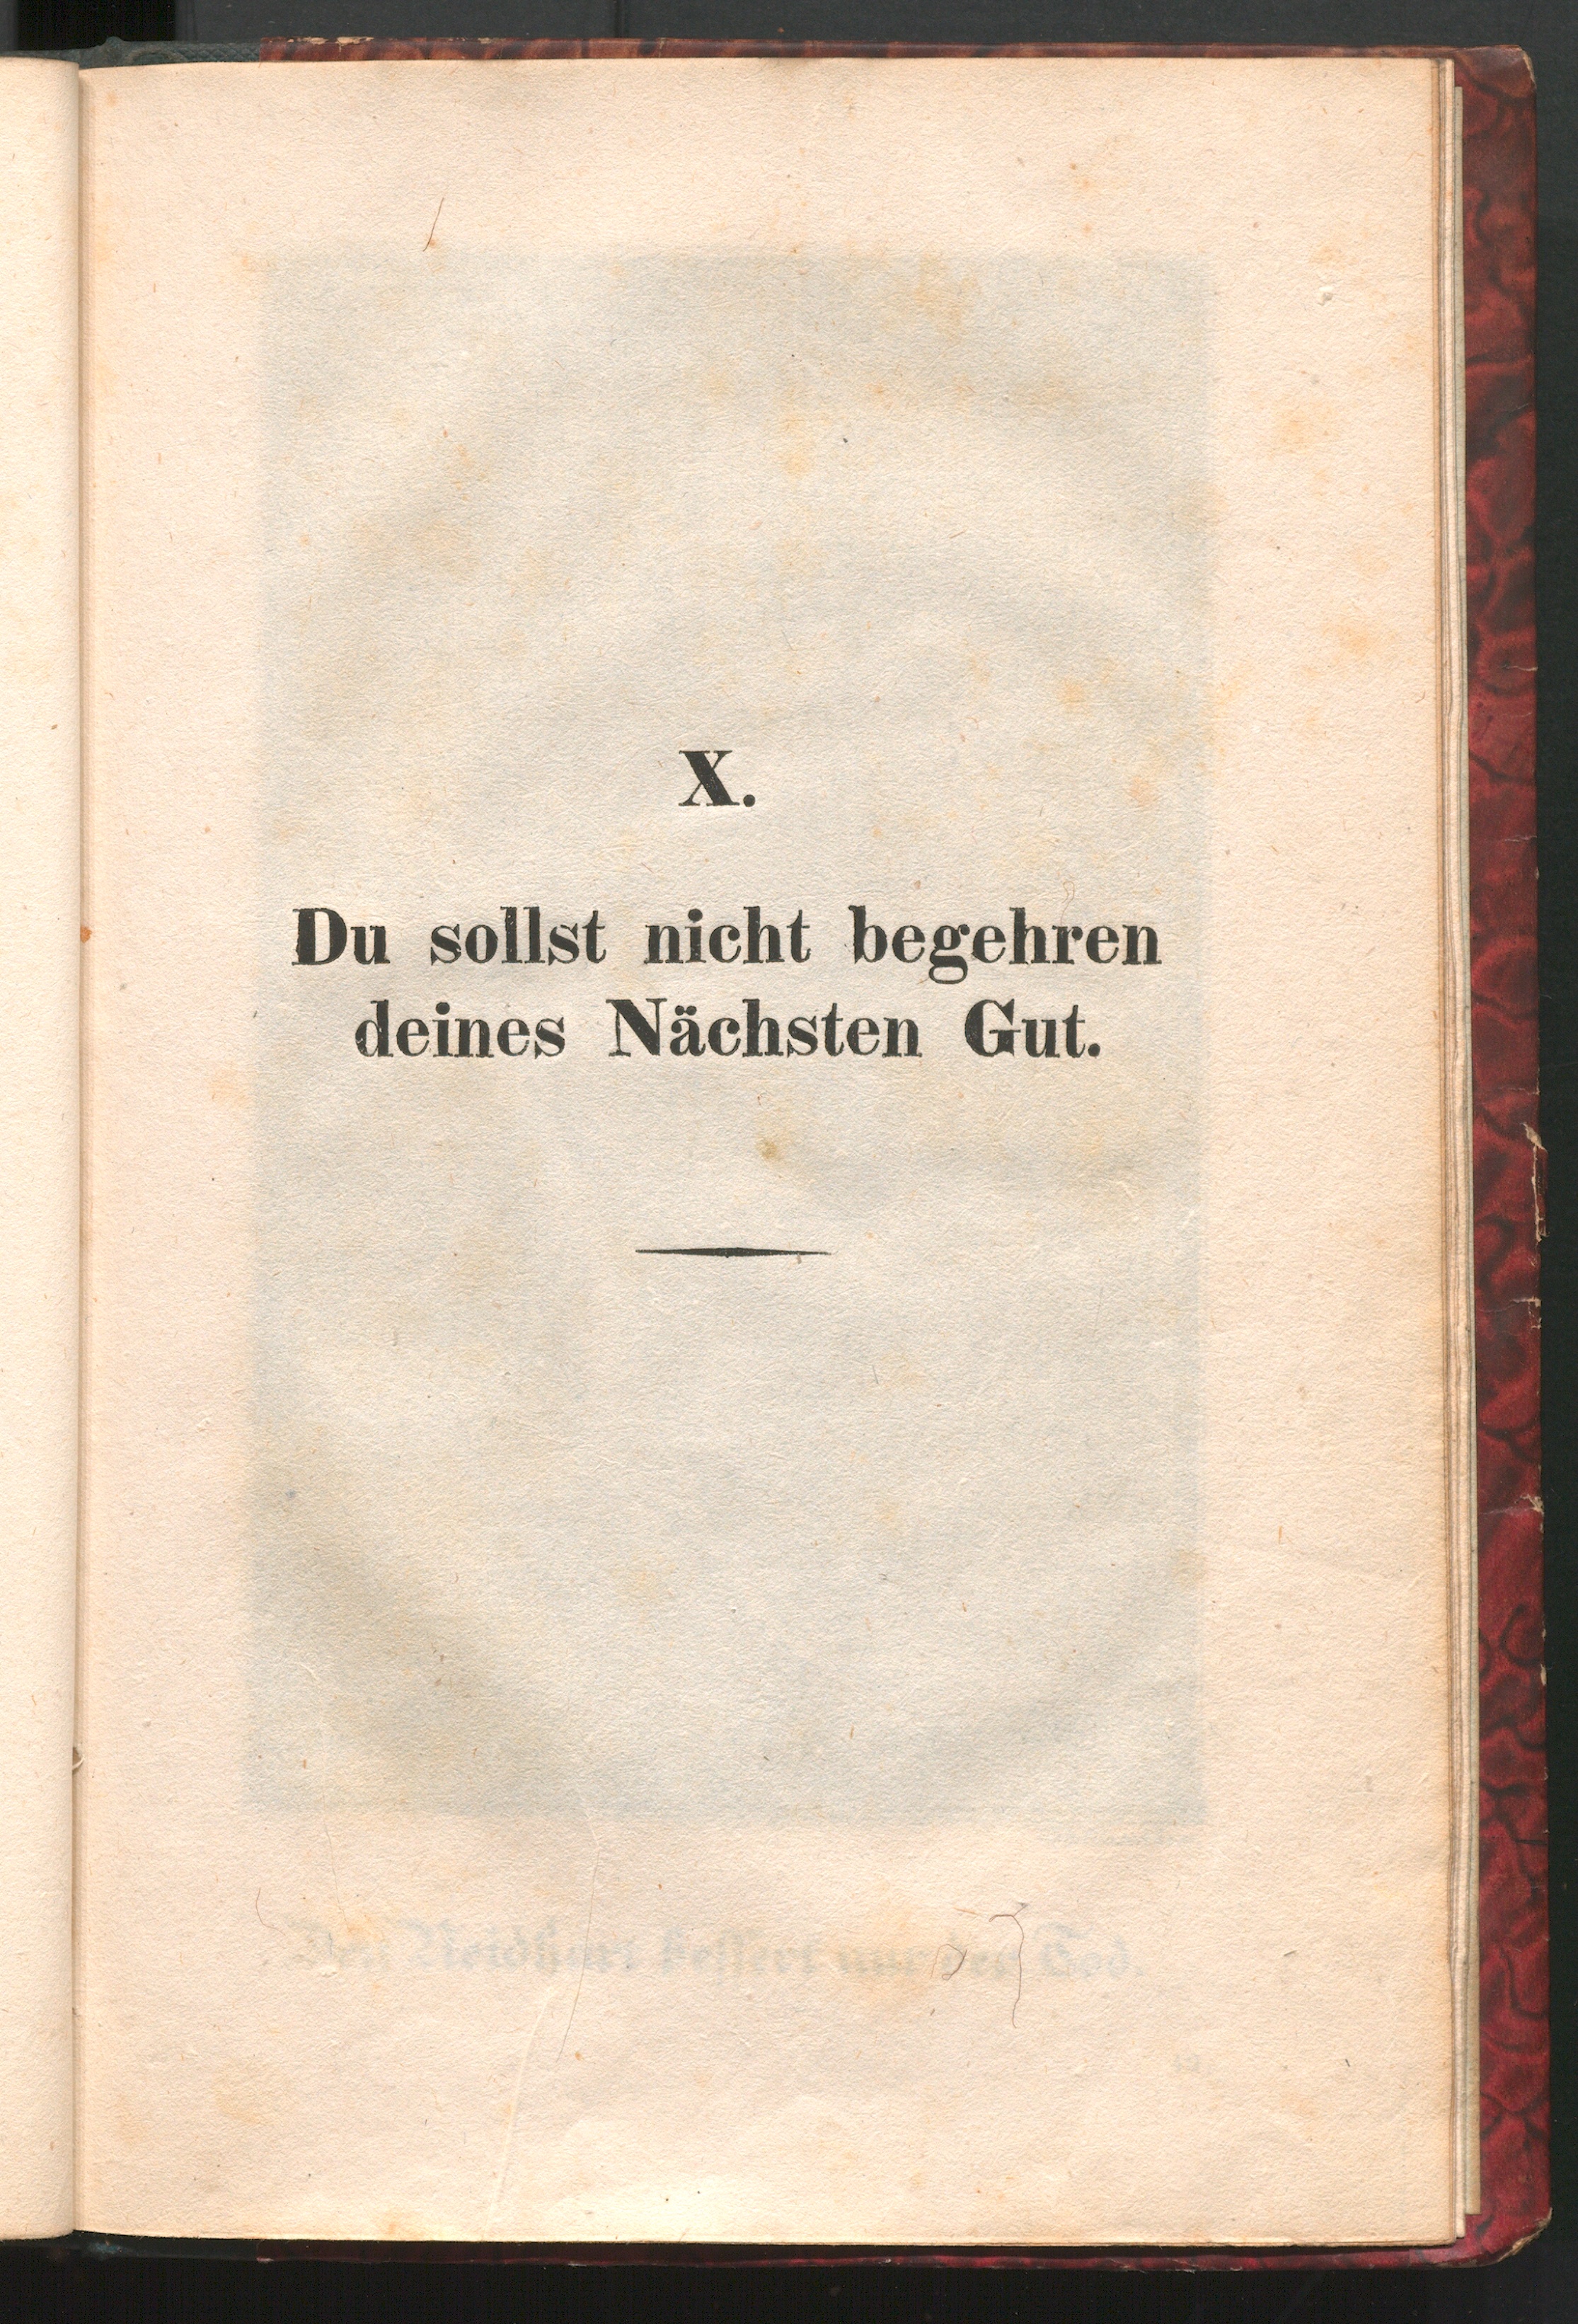 X.
Du sollst nicht begehren
deines Nächsten Gut.